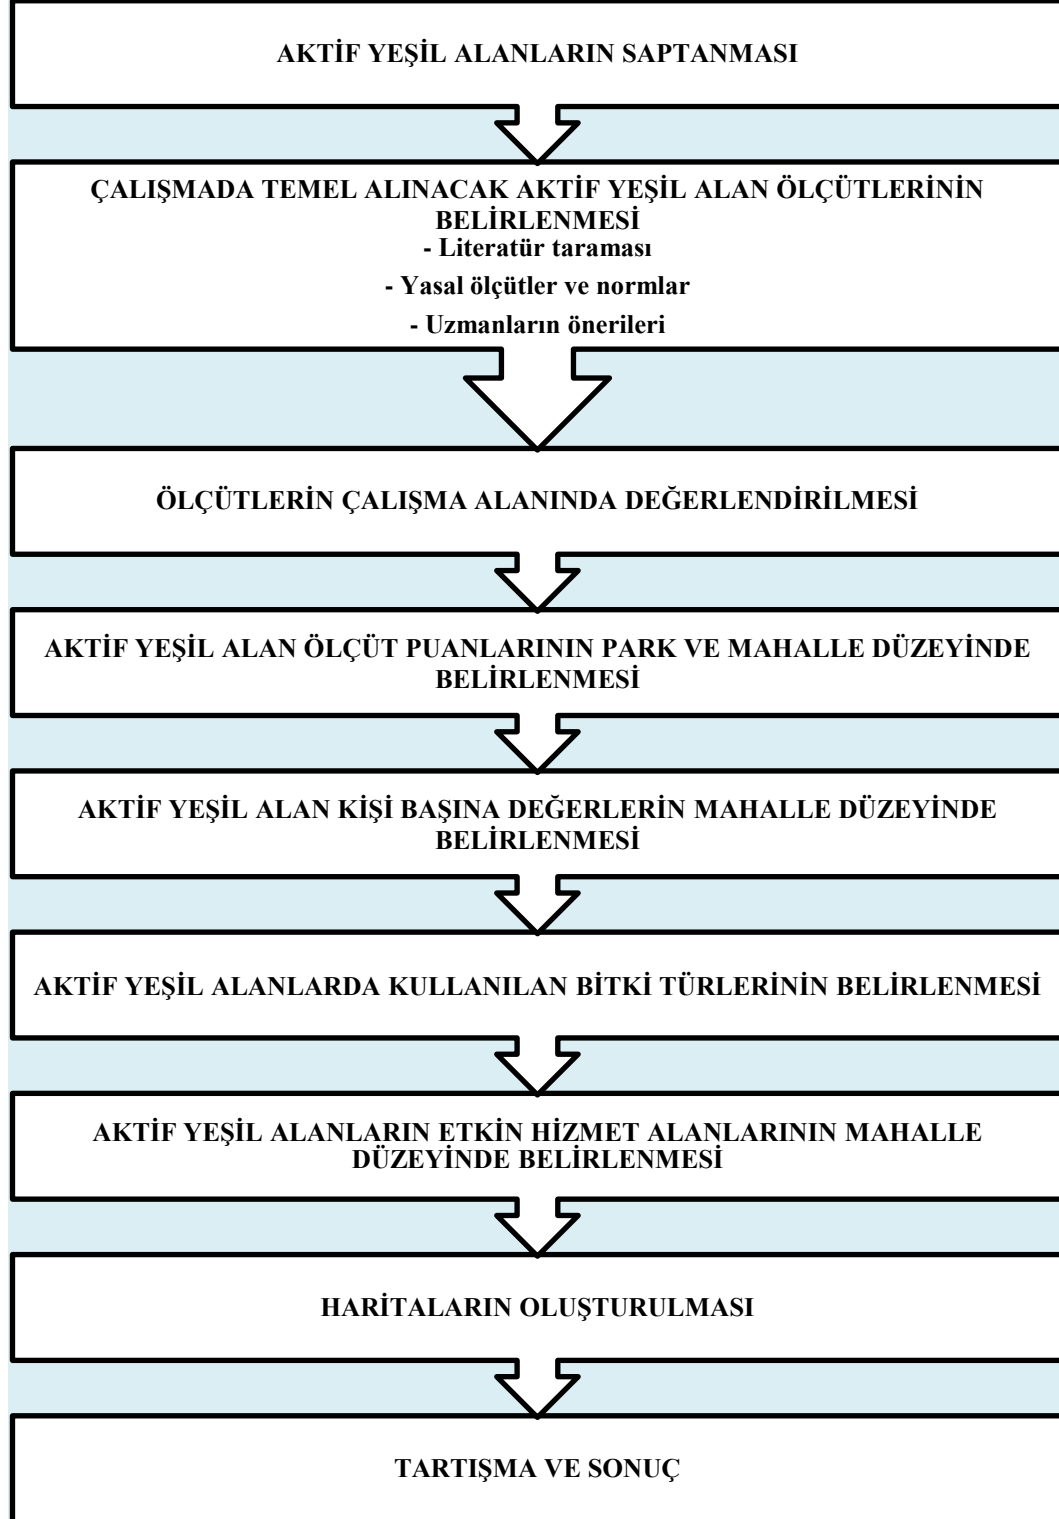 AKTİF YEŞİL ALANLARIN SAPTANMASI
ÇALIŞMADA TEMEL ALINACAK AKTİF YEŞİL ALAN ÖLÇÜTLERİNİN
BELİRLENMESİ
- Literatür taraması
- Yasal ölçütler ve normlar
- Uzmanların önerileri
ÖLÇÜTLERİN ÇALIŞMA ALANINDA DEĞERLENDİRİLMESİ
AKTİF YEŞİL ALAN ÖLÇÜT PUANLARININ PARK VE MAHALLE DÜZEYİNDE
BELİRLENMESİ
AKTİF YEŞİL ALAN KİŞİ BAŞINA DEĞERLERİN MAHALLE DÜZEYİNDE
BELİRLENMESİ
AKTİF YEŞİL ALANLARDA KULLANILAN BİTKİ TÜRLERİNİN BELİRLENMESİ
AKTİF YEŞİL ALANLARIN ETKİN HİZMET ALANLARININ MAHALLE
DÜZEYİNDE BELİRLENMESİ
HARİTALARIN OLUŞTURULMASI
TARTIŞMA VE SONUÇ